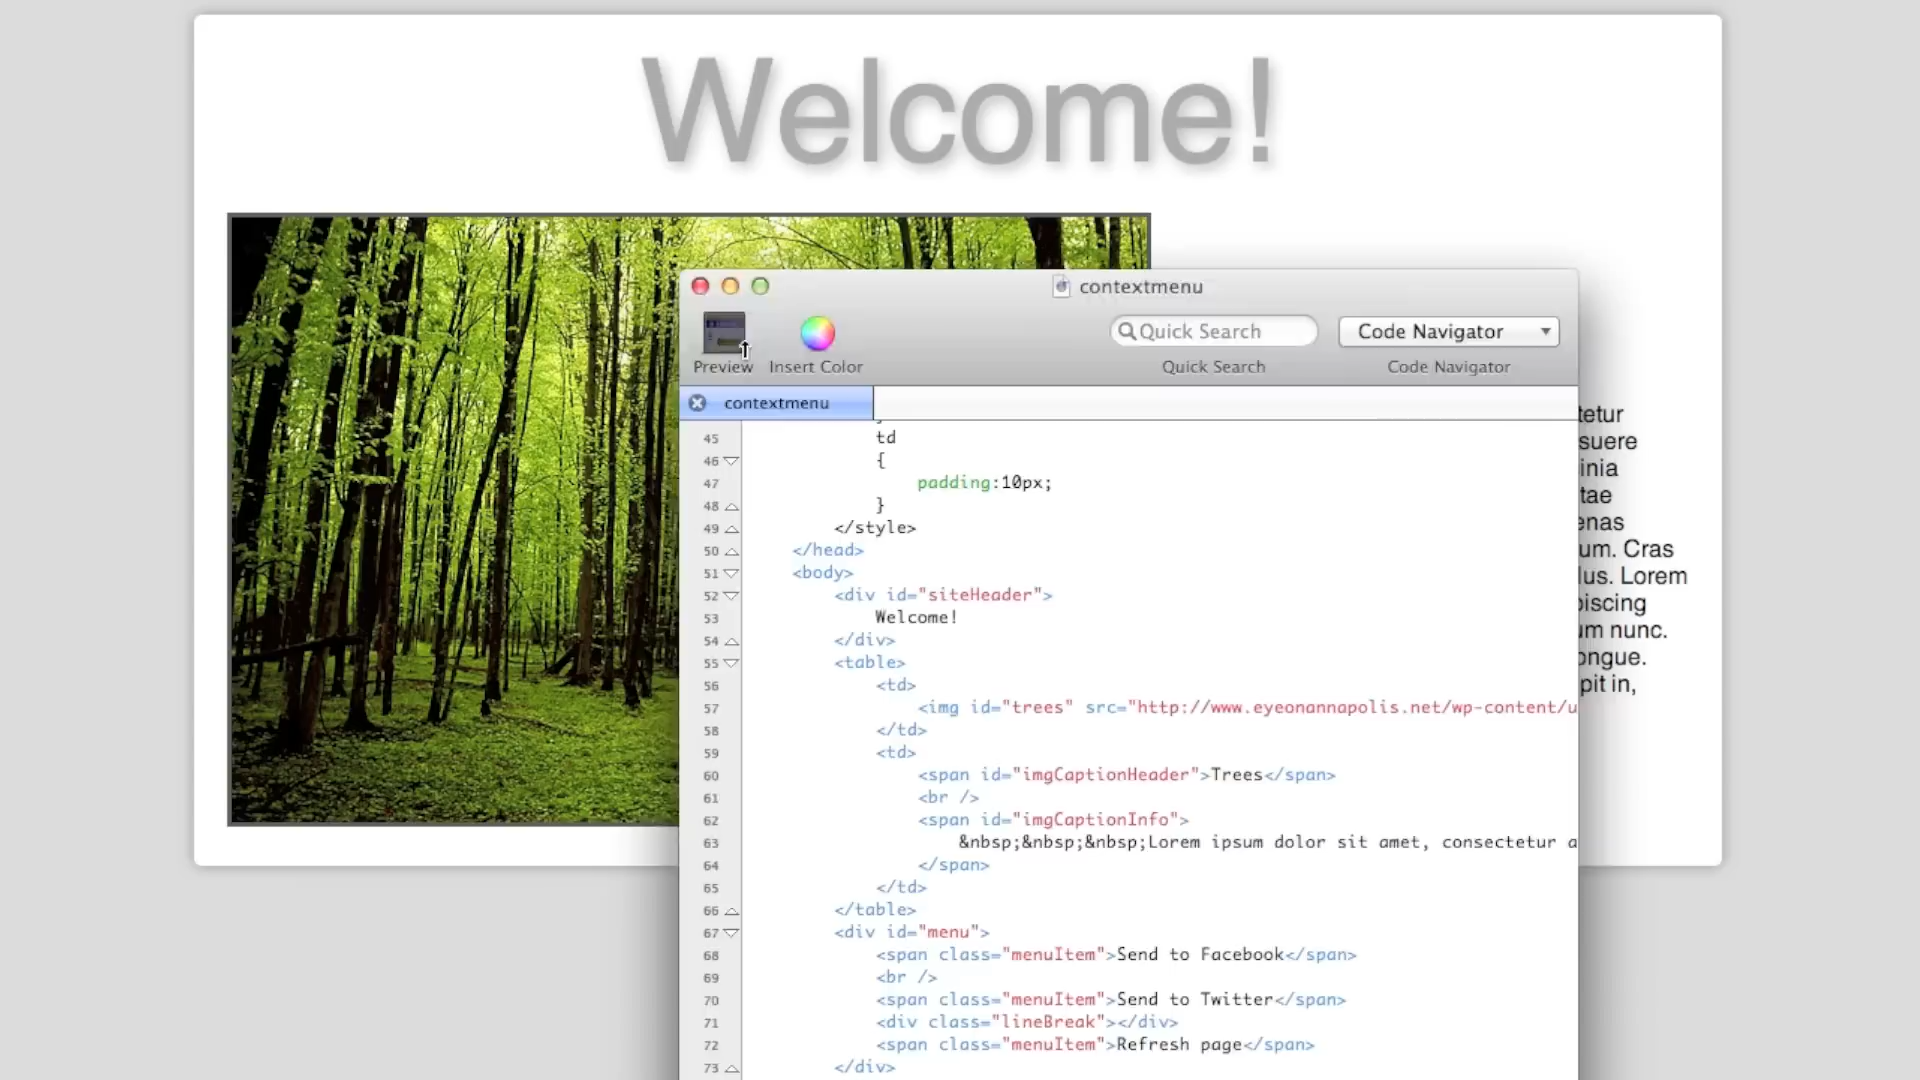 Welcome!
contextmenu
Quick Search
Code Navigator
Preview
Insert Color
Quick Search
Code Navigator
contextmenu
45 td
46 {
47 padding:10px;
48 }
49 </style>
50 </head>
51 <body>
52 <div id="siteHeader">
53 Welcome!
54 </div>
55 <table>
56 <td>
57 <img id="trees" src="http://www.eyeonannapolis.net/wp-content/u
58 </td>
59 <td>
60 <span id="imgCaptionHeader">Trees</span>
61 <br />
62 <span id="imgCaptionInfo">
63 &nbsp;&nbsp;&nbsp;Lorem ipsum dolor sit amet, consectetur a
64 </span>
65 </td>
66 </table>
67 <div id="menu">
68 <span class="menuItem">Send to Facebook</span>
69 <br />
70 <span class="menuItem">Send to Twitter</span>
71 <div class="lineBreak"></div>
72 <span class="menuItem">Refresh page</span>
73 </div>
tetur
suere
inia
tae
enas
um. Cras
lus. Lorem
piscing
um nunc.
ongue.
pit in,